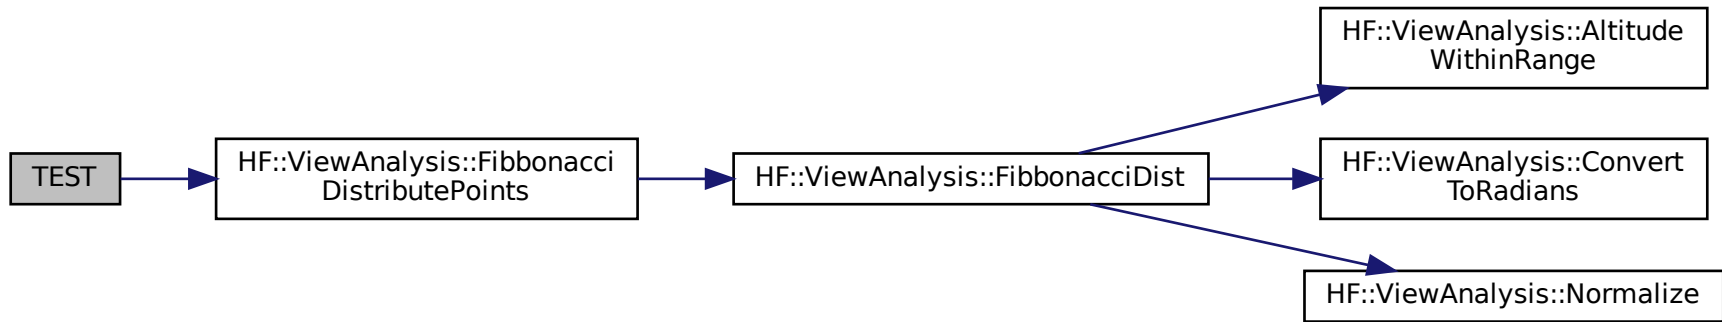 TEST
HF::ViewAnalysis::Fibbonacci
DistributePoints
HF::ViewAnalysis::FibbonacciDist
HF::ViewAnalysis::Altitude
WithinRange
HF::ViewAnalysis::Convert
ToRadians
HF::ViewAnalysis::Normalize